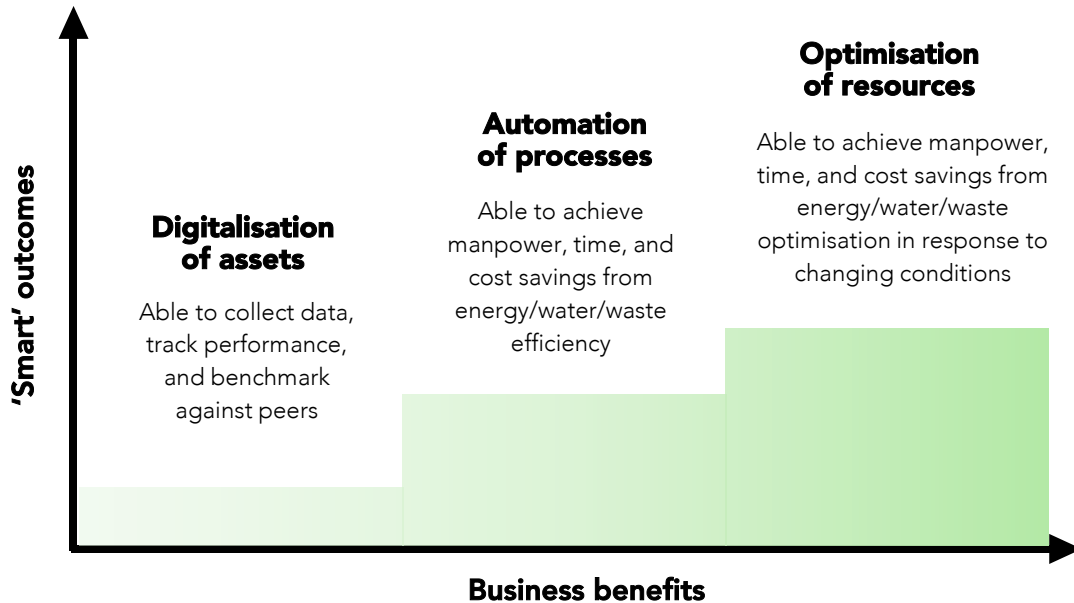 Optimisation
of resources
Able to achieve manpower,
time, and cost savings from
energy/water/waste
optimisation in response to
changing conditions
Automation
of processes
Able to achieve
manpower, time, and
cost savings from
energy/water/waste
efficiency
Digitalisation
of assets
Able to collect data,
track performance,
and benchmark
against peers
‘Smart’ outcomes
Business benefits